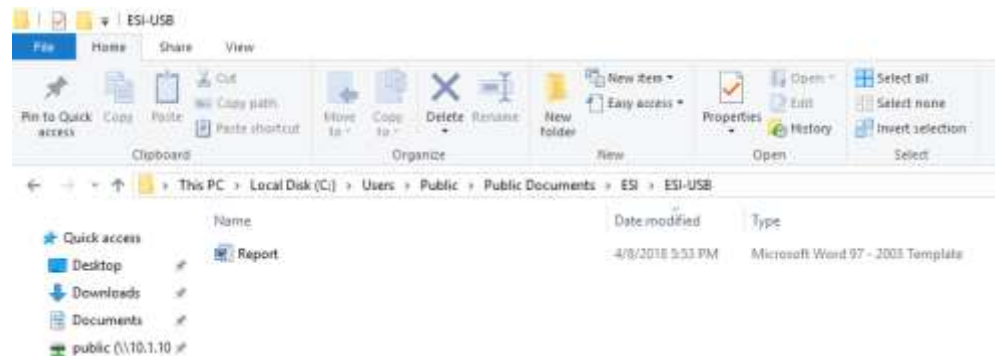 ESI-USB
File Home Share View
Pin to Quick access
Copy
Paste
Cut
Copy path
Paste shortcut
Clipboard
Move to
Copy to
Delete
Rename
Organize
New folder
New item
Easy access
New
Properties
Open
Edit
History
Open
Select all
Select none
Invert selection
Select
This PC > Local Disk (C:) > Users > Public > Public Documents > ESI > ESI-USB
Name Date modified Type
Quick access
Report 4/8/2018 5:53 PM Microsoft Word 97 - 2003 Template
Desktop
Downloads
Documents
public (\\10.1.10